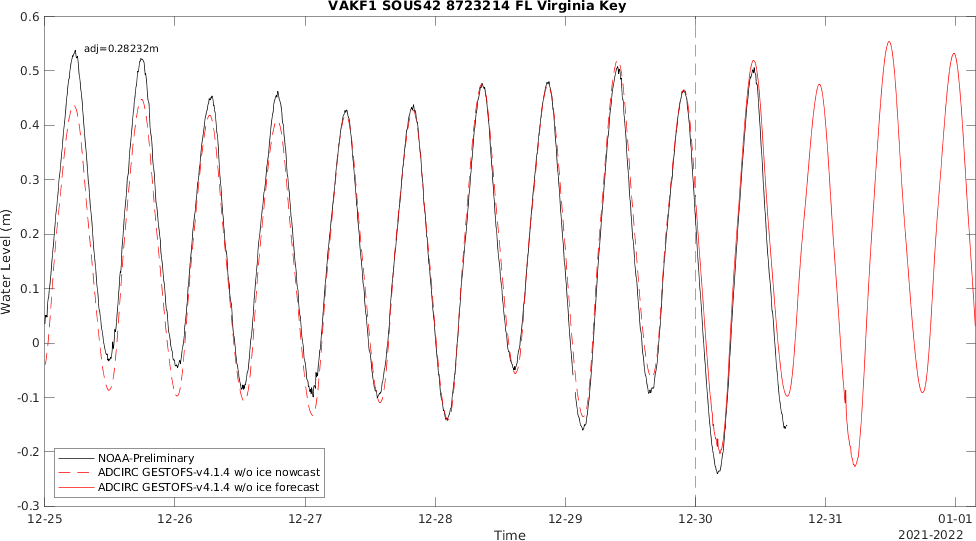 VAKF1 SOUS42 8723214 FL Virginia Key
0.6
adj=0.28232m
0.5
0.4
0.3
0.2
0.1
0
-0.1
-0.2
-0.3
Water Level (m)
NOAA-Preliminary
ADCIRC GESTOFS-v4.1.4 w/o ice nowcast
ADCIRC GESTOFS-v4.1.4 w/o ice forecast
12-25 12-26 12-27 12-28 12-29 12-30 12-31 01-01
Time
2021-2022